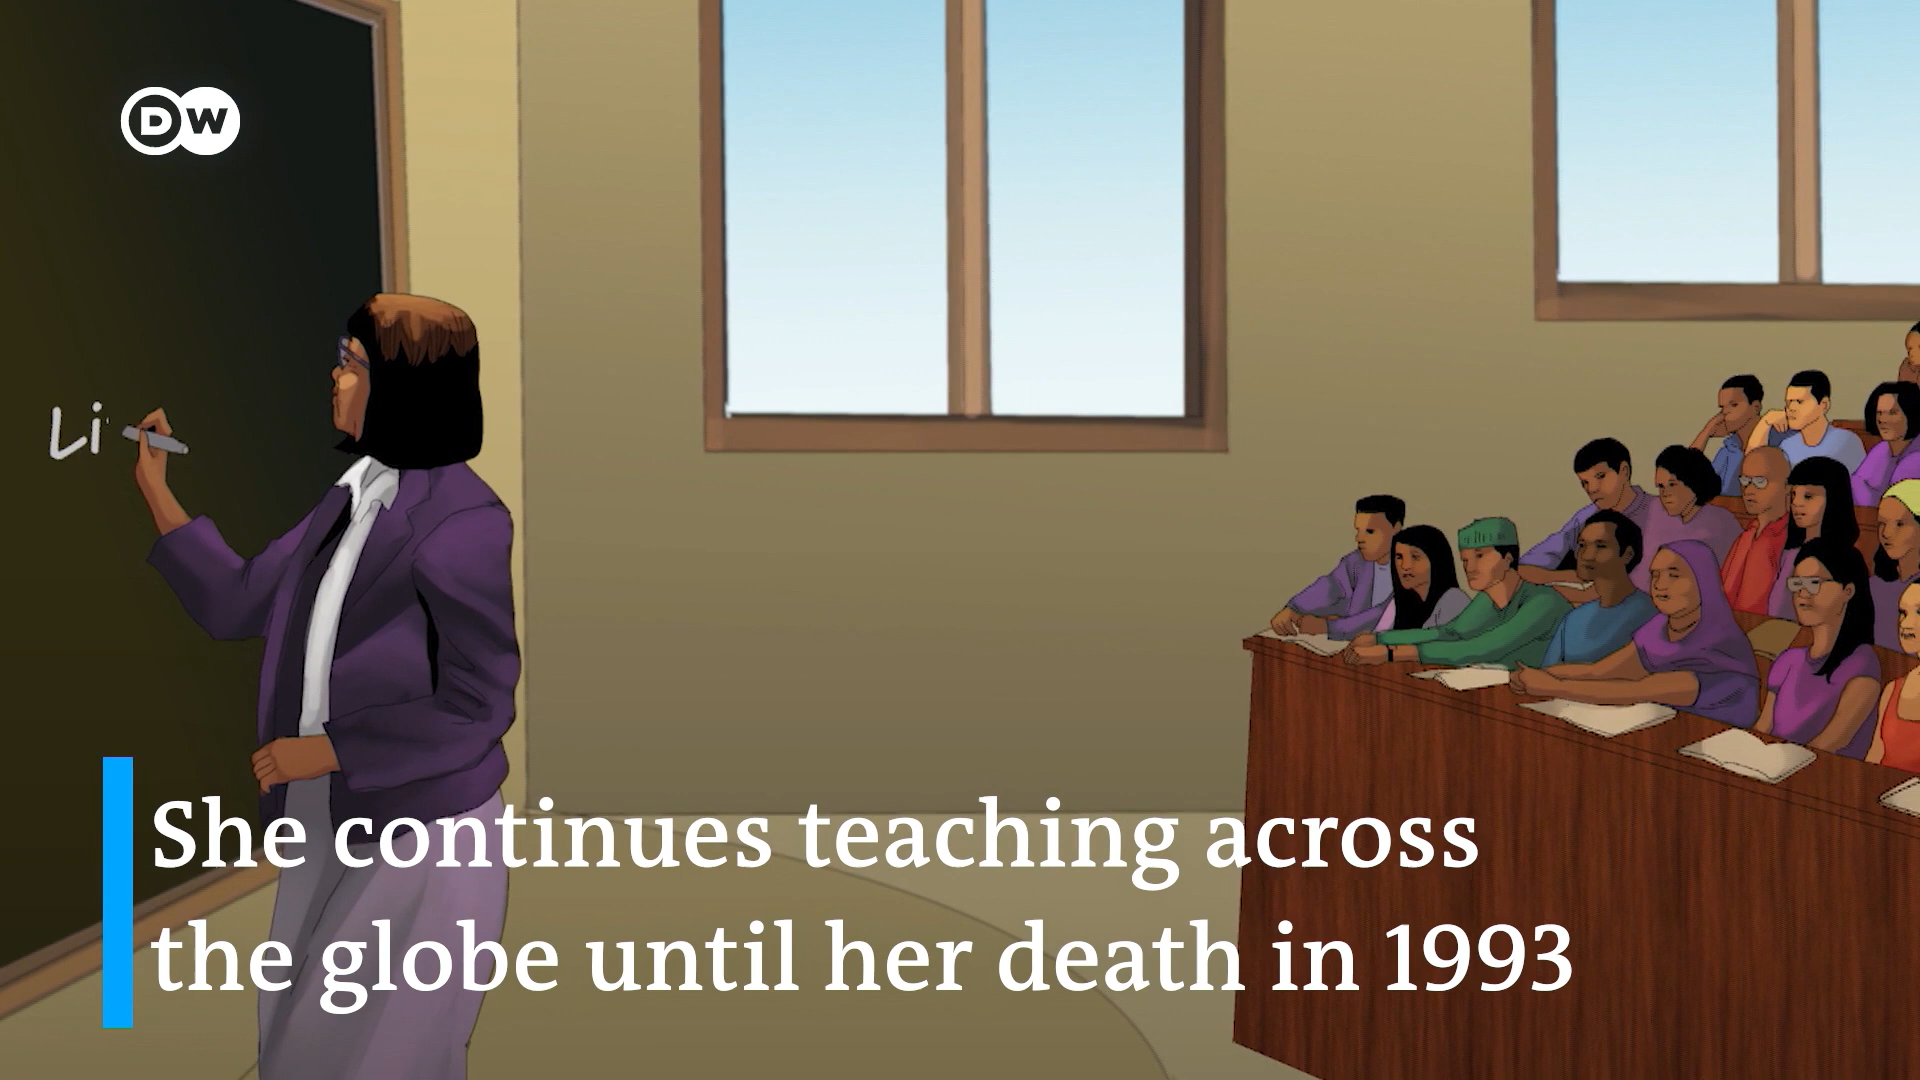 DW
Li
She continues teaching across
the globe until her death in 1993